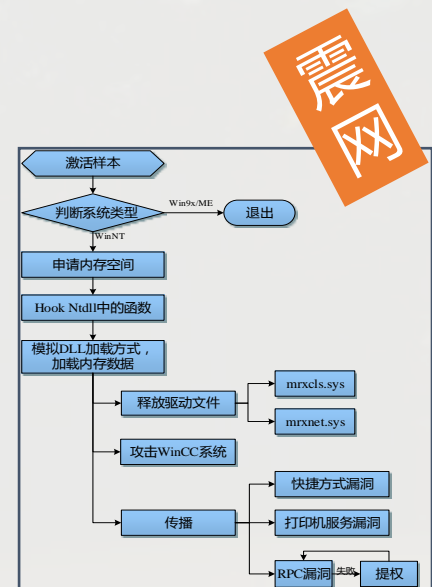 震
网
激活样本
判断系统类型
Win9x/ME
退出
WinNT
申请内存空间
Hook Ntdll中的函数
模拟DLL加载方式，
加载内存数据
释放驱动文件
mrxcls.sys
mrxnet.sys
攻击WinCC系统
快捷方式漏洞
传播
打印机服务漏洞
RPC漏洞
失败
提权